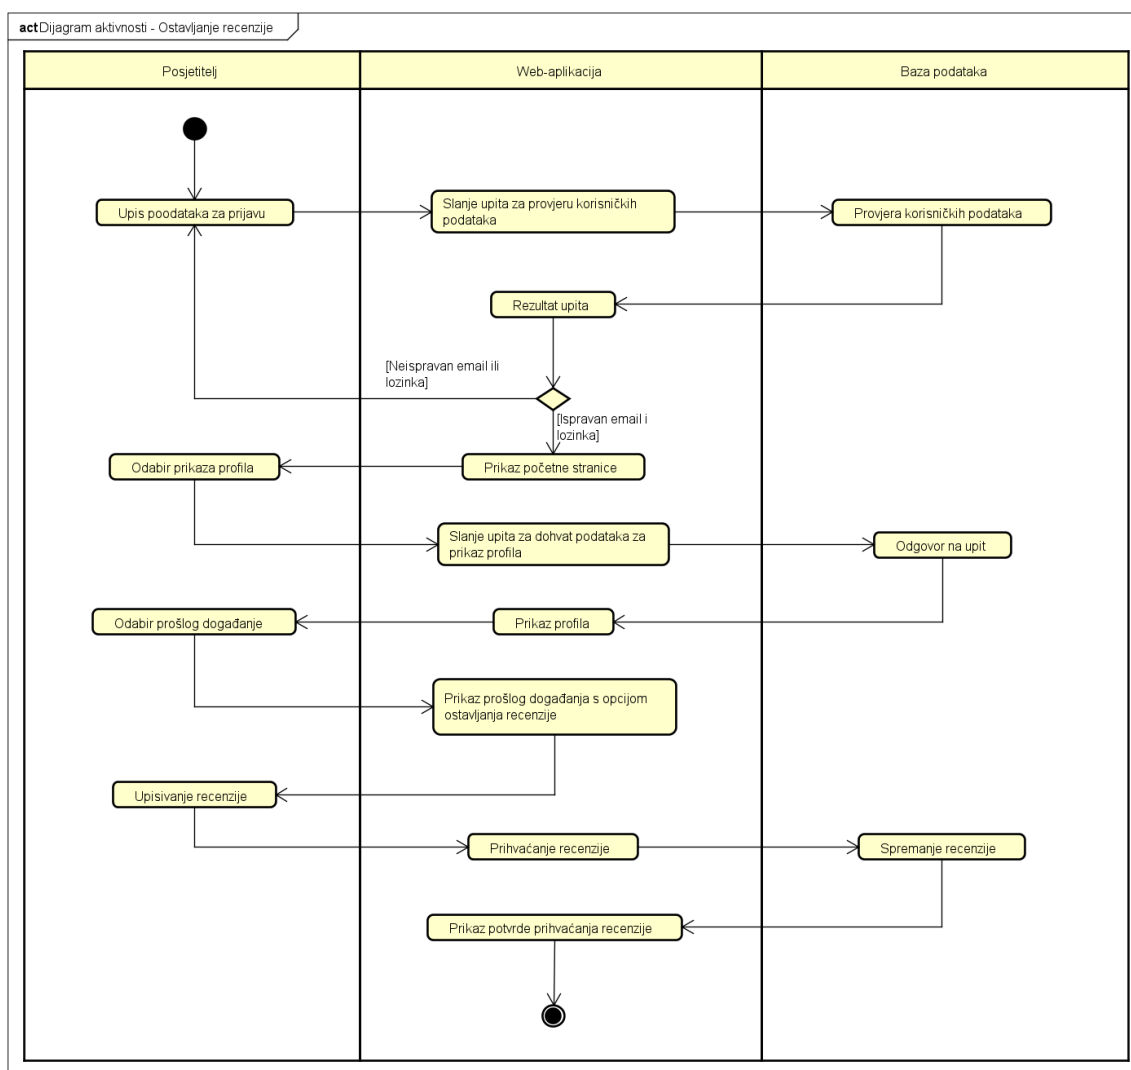 act Dijagram aktivnosti - Ostavljanje recenzije
Posjetitelj
Web-aplikacija
Baza podataka
Upis poodataka za prijavu
Slanje upita za provjeru korisničkih
podataka
Provjera korisničkih podataka
Rezultat upita
[Neispravan email ili
lozinka]
[Ispravan email i
lozinka]
Odabir prikaza profila
Prikaz početne stranice
Slanje upita za dohvat podataka za
prikaz profila
Odgovor na upit
Odabir prošlog događanje
Prikaz profila
Prikaz prošlog događanja s opcijom
ostavljanja recenzije
Upisivanje recenzije
Prihvaćanje recenzije
Spremanje recenzije
Prikaz potvrde prihvaćanja recenzije